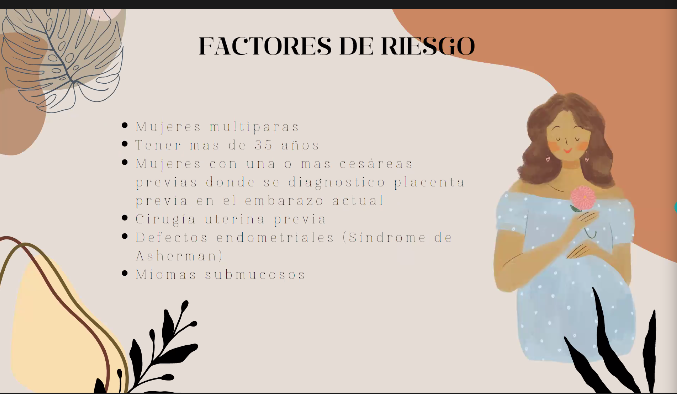 FACTORES DE RIESGO
• Mujeres multiparas
• Tener mas de 35 años
• Mujeres con una o mas cesáreas
previas donde se diagnostico placenta
previa en el embarazo actual
• Cirugia uterina previa
• Defectos endometriales (Síndrome de
Asherman)
• Miomas submucosos